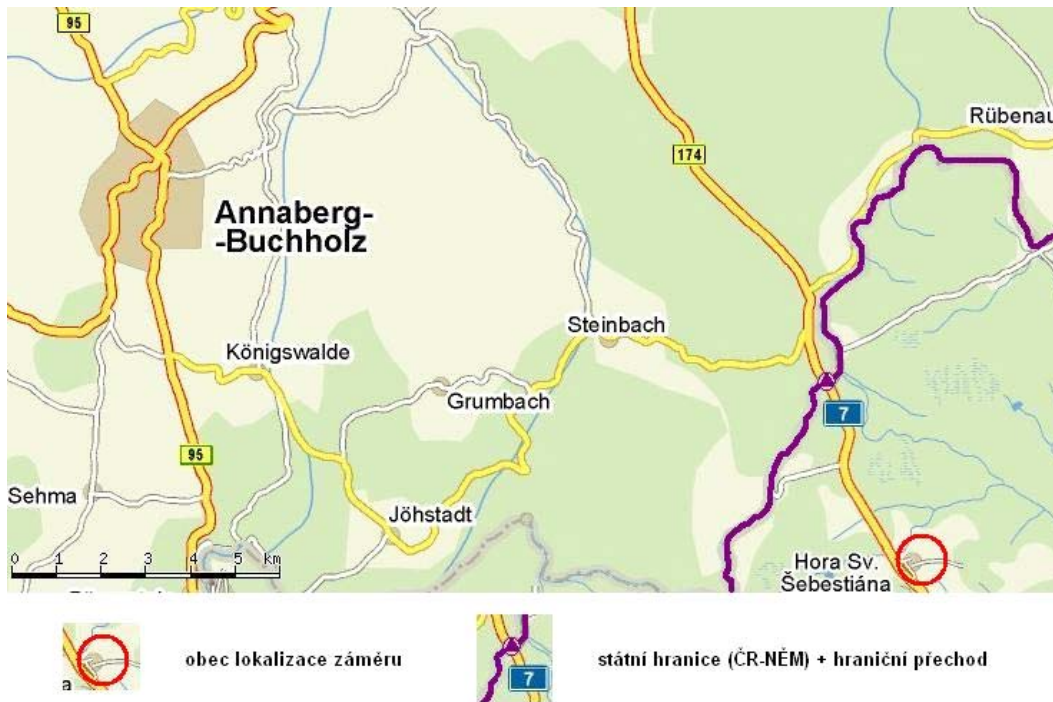 95
Rübenau
174
Annaberg-
-Buchholz
Steinbach
Königswalde
Grumbach
7
95
Sehma
Jöhstadt
0 1 2 3 4 5 km
Hora Sv.
Šebestiána
obec lokalizace záměru
a
státní hranice (ČR-NĚM) + hraniční přechod
7